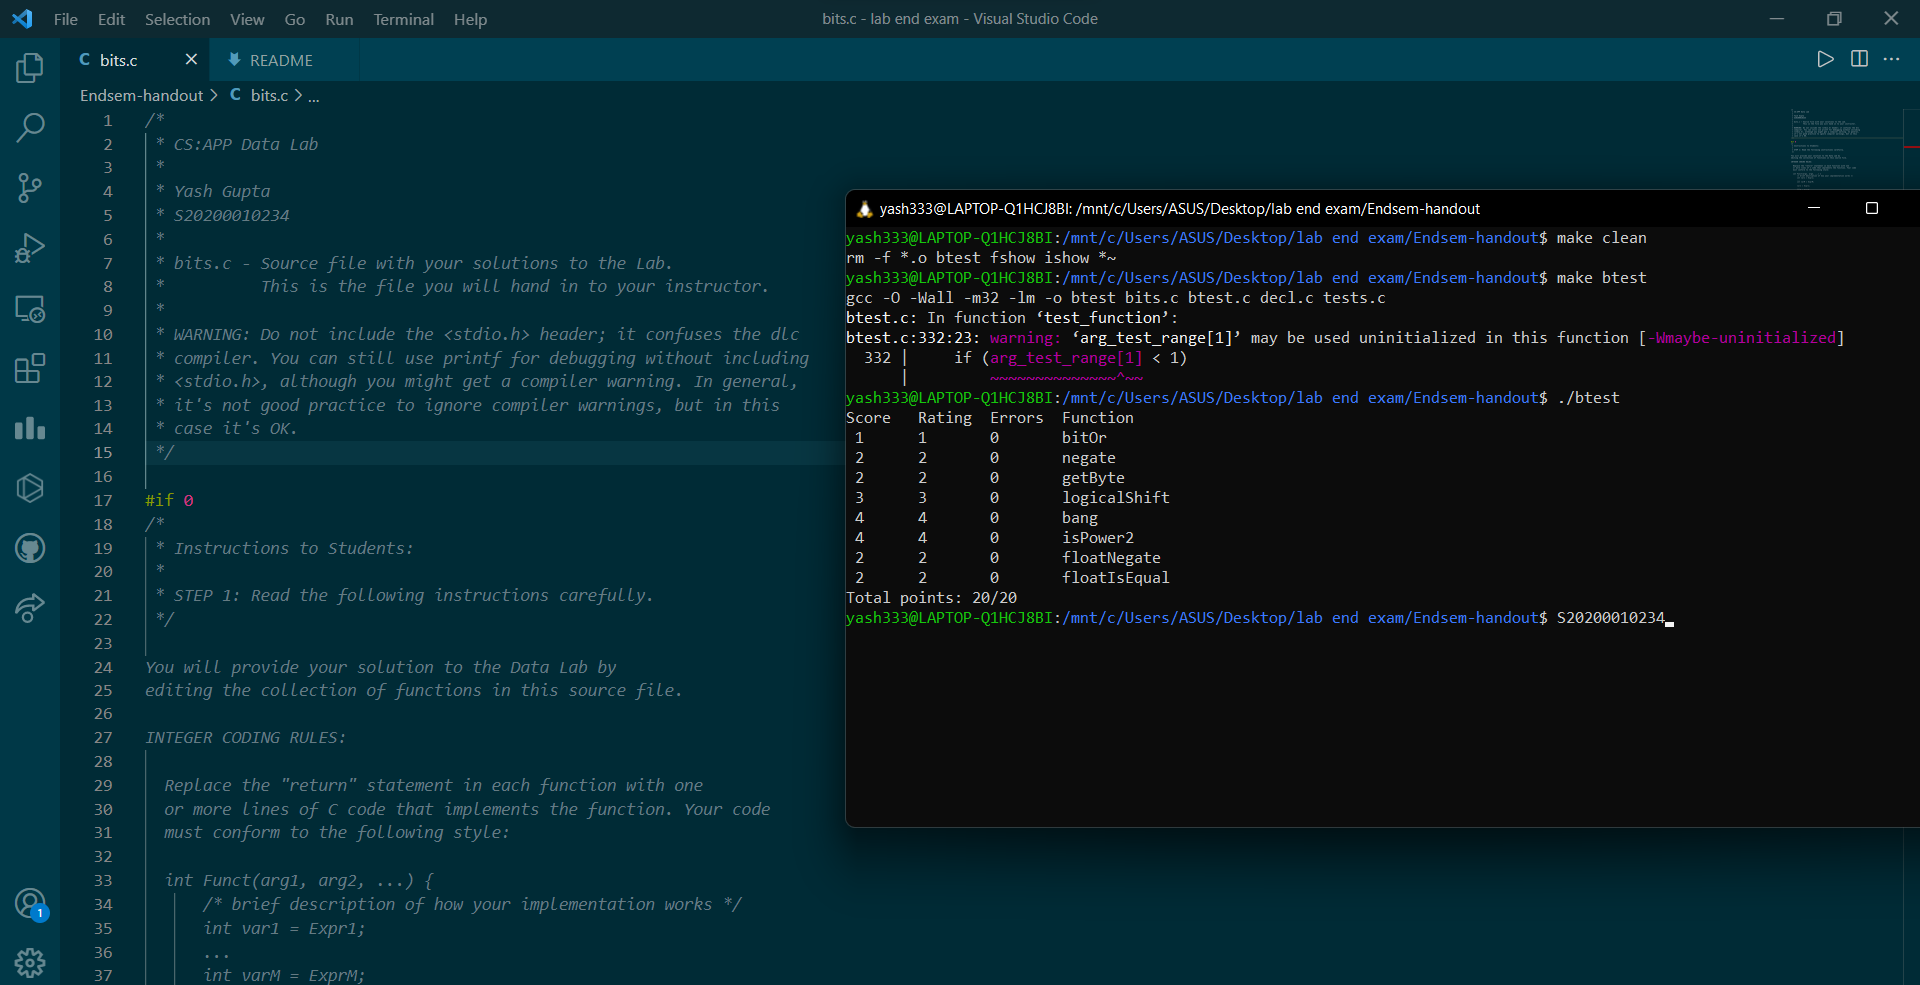 File Edit Selection View Go Run Terminal Help
bits.c - lab end exam - Visual Studio Code
C bits.c
README
Endsem-handout > C bits.c > ...
1 /*
2 * CS:APP Data Lab
3 *
4 * Yash Gupta
5 * S20200010234
6 *
7 * bits.c - Source file with your solutions to the Lab.
8 * This is the file you will hand in to your instructor.
9 *
10 * WARNING: Do not include the <stdio.h> header; it confuses the dlc
11 * compiler. You can still use printf for debugging without including
12 * <stdio.h>, although you might get a compiler warning. In general,
13 * it's not good practice to ignore compiler warnings, but in this
14 * case it's OK.
15 */
16
17 #if 0
18 /*
19 * Instructions to Students:
20 *
21 * STEP 1: Read the following instructions carefully.
22 */
23
24 You will provide your solution to the Data Lab by
25 editing the collection of functions in this source file.
26
27 INTEGER CODING RULES:
28
29 Replace the "return" statement in each function with one
30 or more lines of C code that implements the function. Your code
31 must conform to the following style:
32
33 int Funct(arg1, arg2, ...) {
34 /* brief description of how your implementation works */
35 int var1 = Expr1;
36 ...
37 int varM = ExprM;
1
yash333@LAPTOP-Q1HCJ8BI: /mnt/c/Users/ASUS/Desktop/lab end exam/Endsem-handout
yash333@LAPTOP-Q1HCJ8BI:/mnt/c/Users/ASUS/Desktop/lab end exam/Endsem-handout$ make clean
rm -f *.o btest fshow ishow *~
yash333@LAPTOP-Q1HCJ8BI:/mnt/c/Users/ASUS/Desktop/lab end exam/Endsem-handout$ make btest
gcc -O -Wall -m32 -lm -o btest bits.c btest.c decl.c tests.c
btest.c: In function ‘test_function’:
btest.c:332:23: warning: ‘arg_test_range[1]’ may be used uninitialized in this function [-Wmaybe-uninitialized]
332 | if (arg_test_range[1] < 1)
| ~~~~~~~~~~~~~~^~~
yash333@LAPTOP-Q1HCJ8BI:/mnt/c/Users/ASUS/Desktop/lab end exam/Endsem-handout$ ./btest
Score Rating Errors Function
1 1 0 bitOr
2 2 0 negate
2 2 0 getByte
3 3 0 logicalShift
4 4 0 bang
4 4 0 isPower2
2 2 0 floatNegate
2 2 0 floatIsEqual
Total points: 20/20
yash333@LAPTOP-Q1HCJ8BI:/mnt/c/Users/ASUS/Desktop/lab end exam/Endsem-handout$ S20200010234